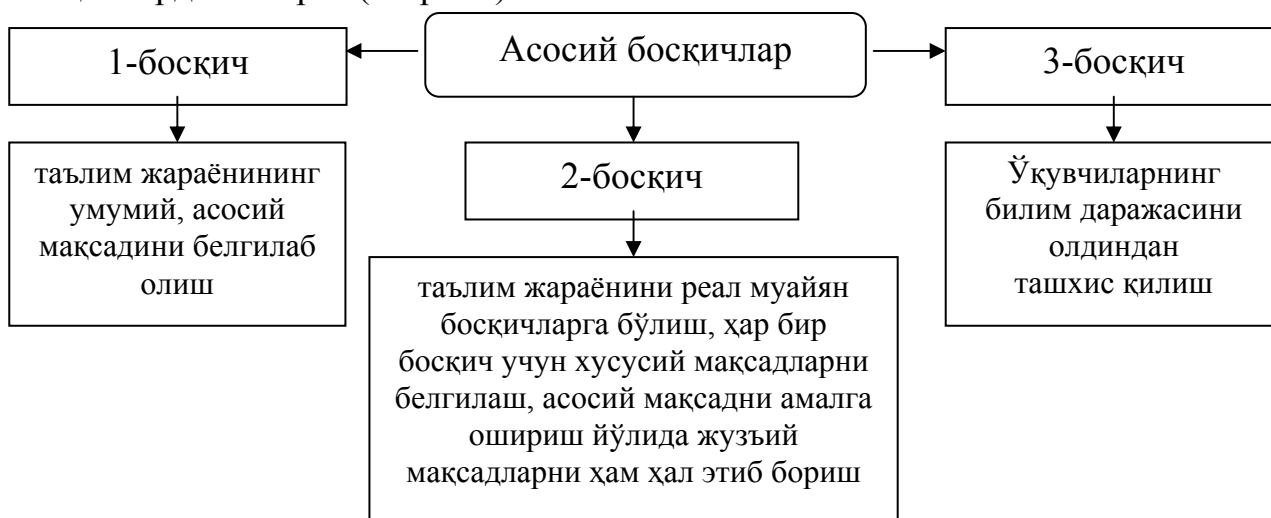 Асосий босқичлар
1-босқич
таълим жараёнининг
умумий, асосий
мақсадини белгилаб
олиш
2-босқич
таълим жараёнини реал муайян
босқичларга бўлиш, ҳар бир
босқич учун хусусий мақсадларни
белгилаш, асосий мақсадни амалга
ошириш йўлида жузъий
мақсадларни ҳам ҳал этиб бориш
3-босқич
Ўқувчиларнинг
билим даражасини
олдиндан
ташхис қилиш